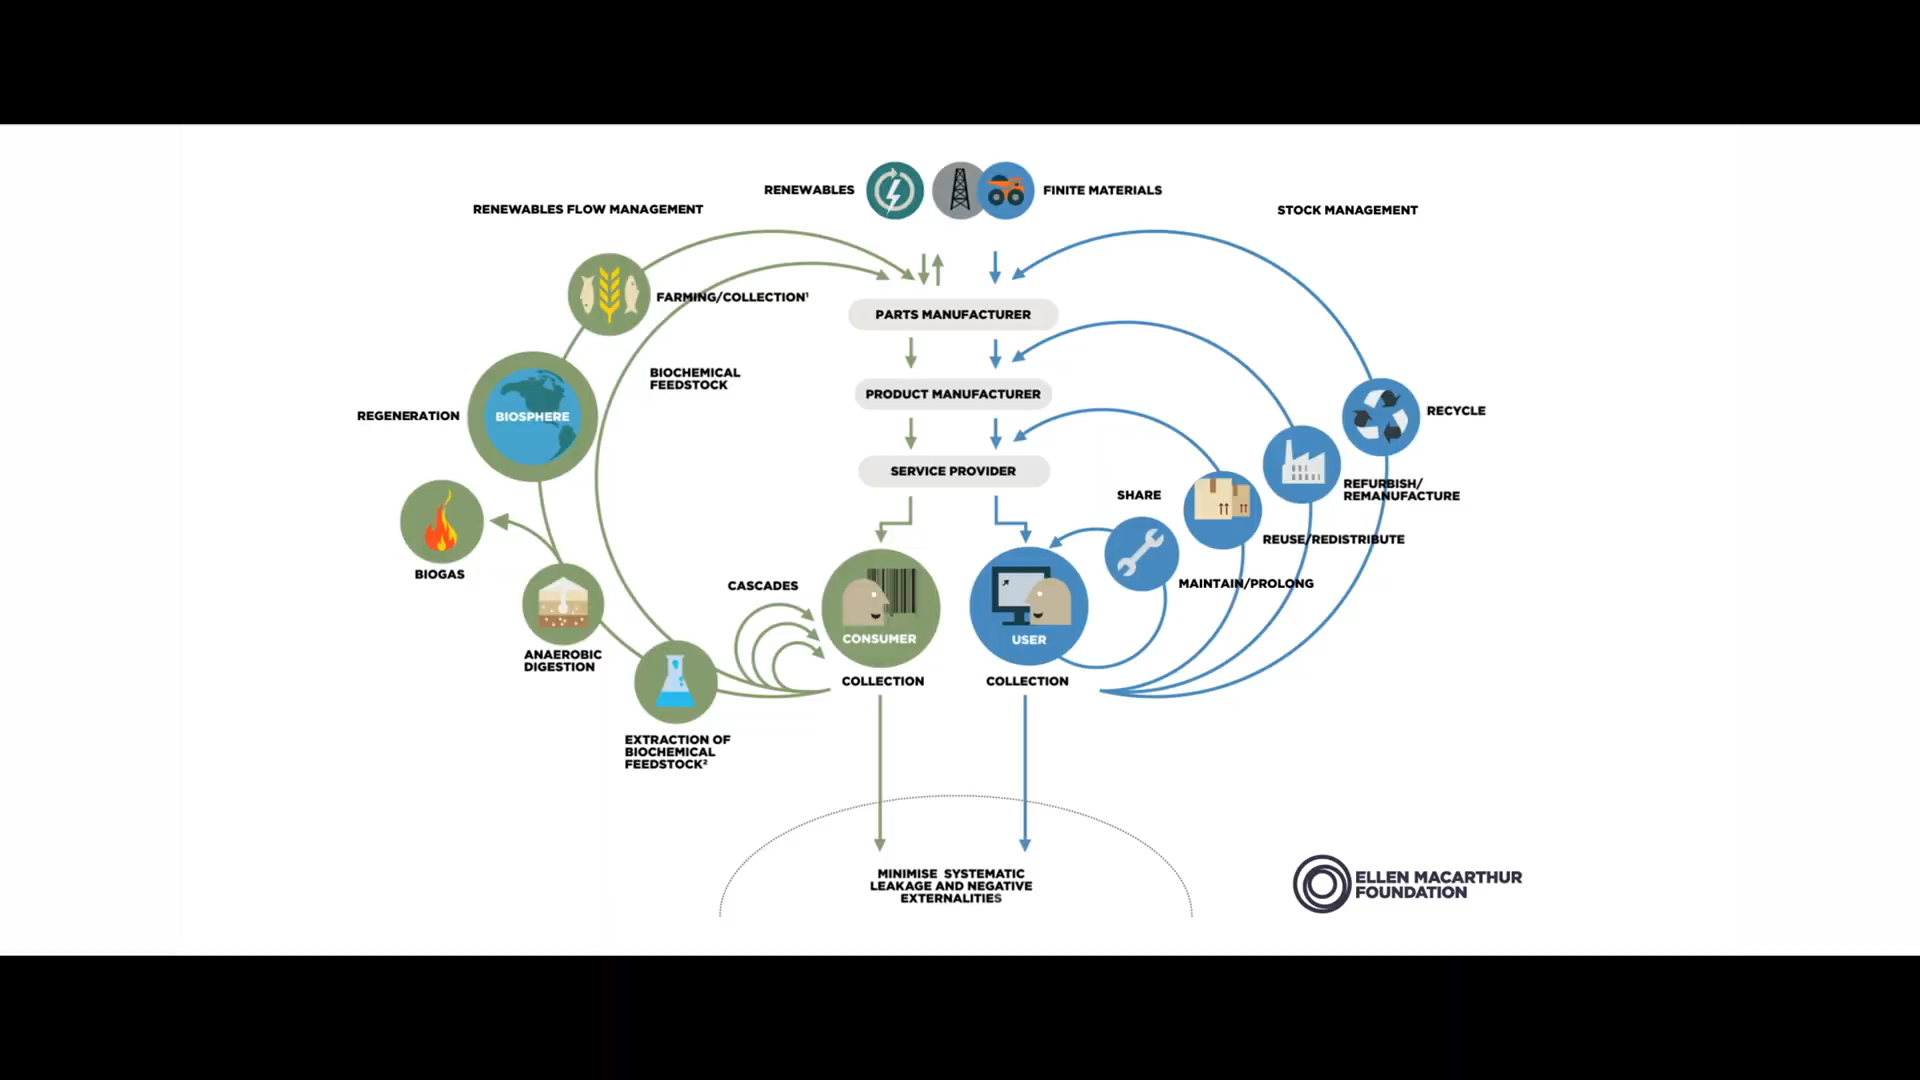 RENEWABLES
FINITE MATERIALS
RENEWABLES FLOW MANAGEMENT
STOCK MANAGEMENT
FARMING/COLLECTION¹
PARTS MANUFACTURER
BIOCHEMICAL
FEEDSTOCK
PRODUCT MANUFACTURER
REGENERATION
BIOSPHERE
RECYCLE
SERVICE PROVIDER
SHARE
REFURBISH/
REMANUFACTURE
REUSE/REDISTRIBUTE
BIOGAS
CASCADES
MAINTAIN/PROLONG
CONSUMER
USER
ANAEROBIC
DIGESTION
COLLECTION
COLLECTION
EXTRACTION OF
BIOCHEMICAL
FEEDSTOCK²
MINIMISE SYSTEMATIC
LEAKAGE AND NEGATIVE
EXTERNALITIES
ELLEN MACARTHUR
FOUNDATION